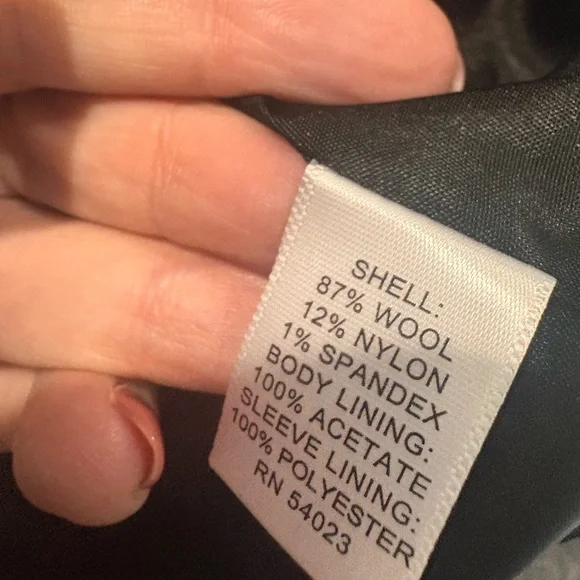 SHELL:
87% WOOL
12% NYLON
1% SPANDEX
BODY LINING:
100% ACETATE
SLEEVE LINING:
100% POLYESTER
RN 54023